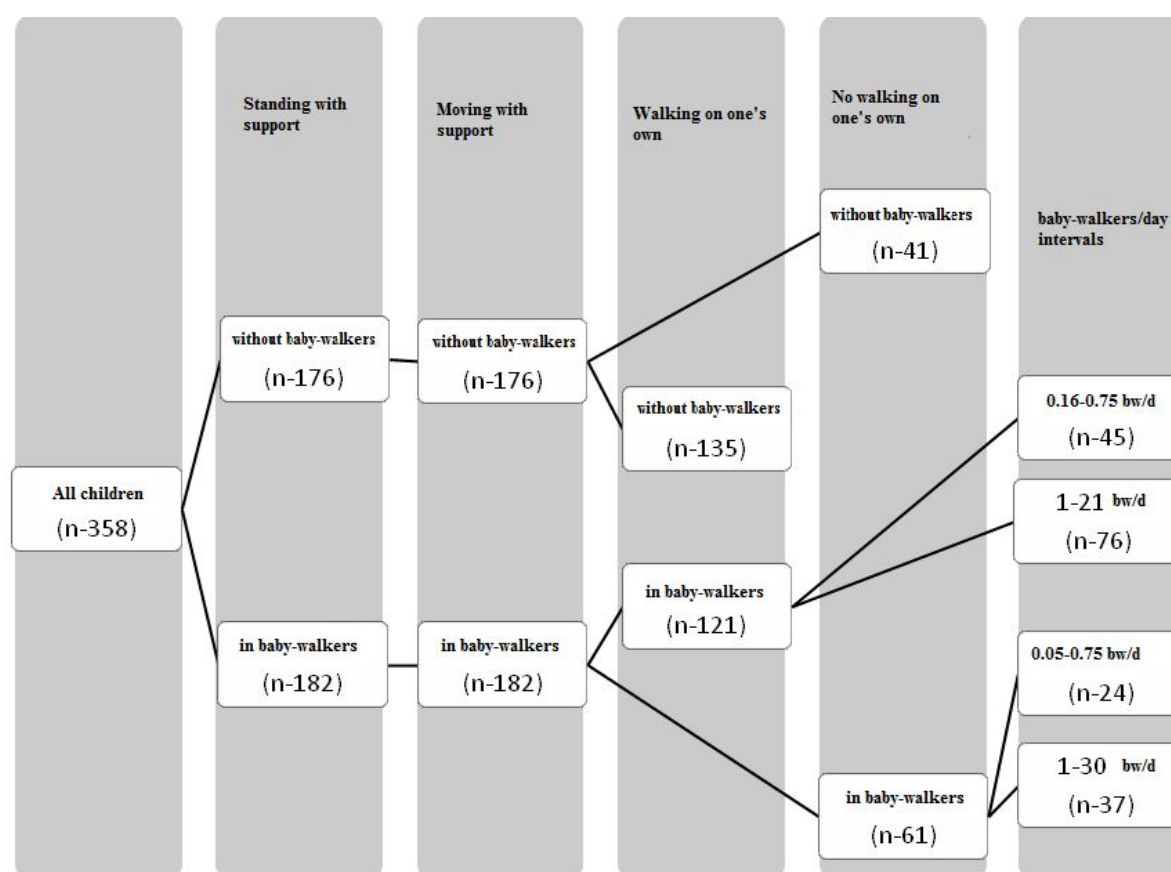 All children
(n-358)
Standing with
support
without baby-walkers
(n-176)
in baby-walkers
(n-182)
Moving with
support
without baby-walkers
(n-176)
in baby-walkers
(n-182)
Walking on one's
own
without baby-walkers
(n-135)
in baby-walkers
(n-121)
No walking on
one's own
without baby-walkers
(n-41)
in baby-walkers
(n-61)
baby-walkers/day
intervals
0.16-0.75 bw/d
(n-45)
1-21 bw/d
(n-76)
0.05-0.75 bw/d
(n-24)
1-30 bw/d
(n-37)